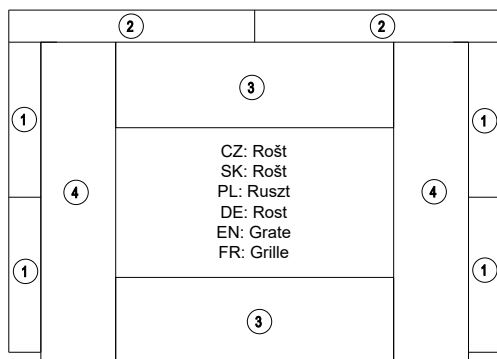 2 2
3
1 1
CZ: Rošt
SK: Rošt
4 4
PL: Ruszt
DE: Rost
EN: Grate
FR: Grille
1 1
3